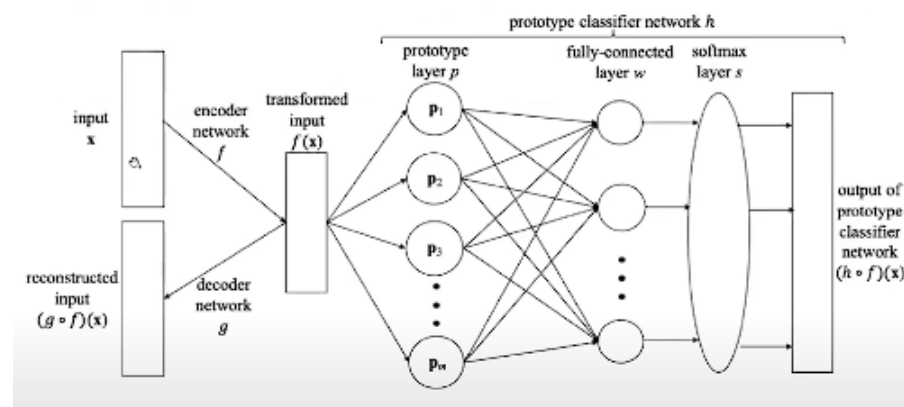 prototype classifier network h
prototype
layer p
fully-connected
layer w
softmax
layer s
input
x
encoder
network
f
transformed
input
f(x)
p1
p2
p3
pm
reconstructed
input
(g ∘ f)(x)
decoder
network
g
output of
prototype
classifier
network
(h ∘ f)(x)